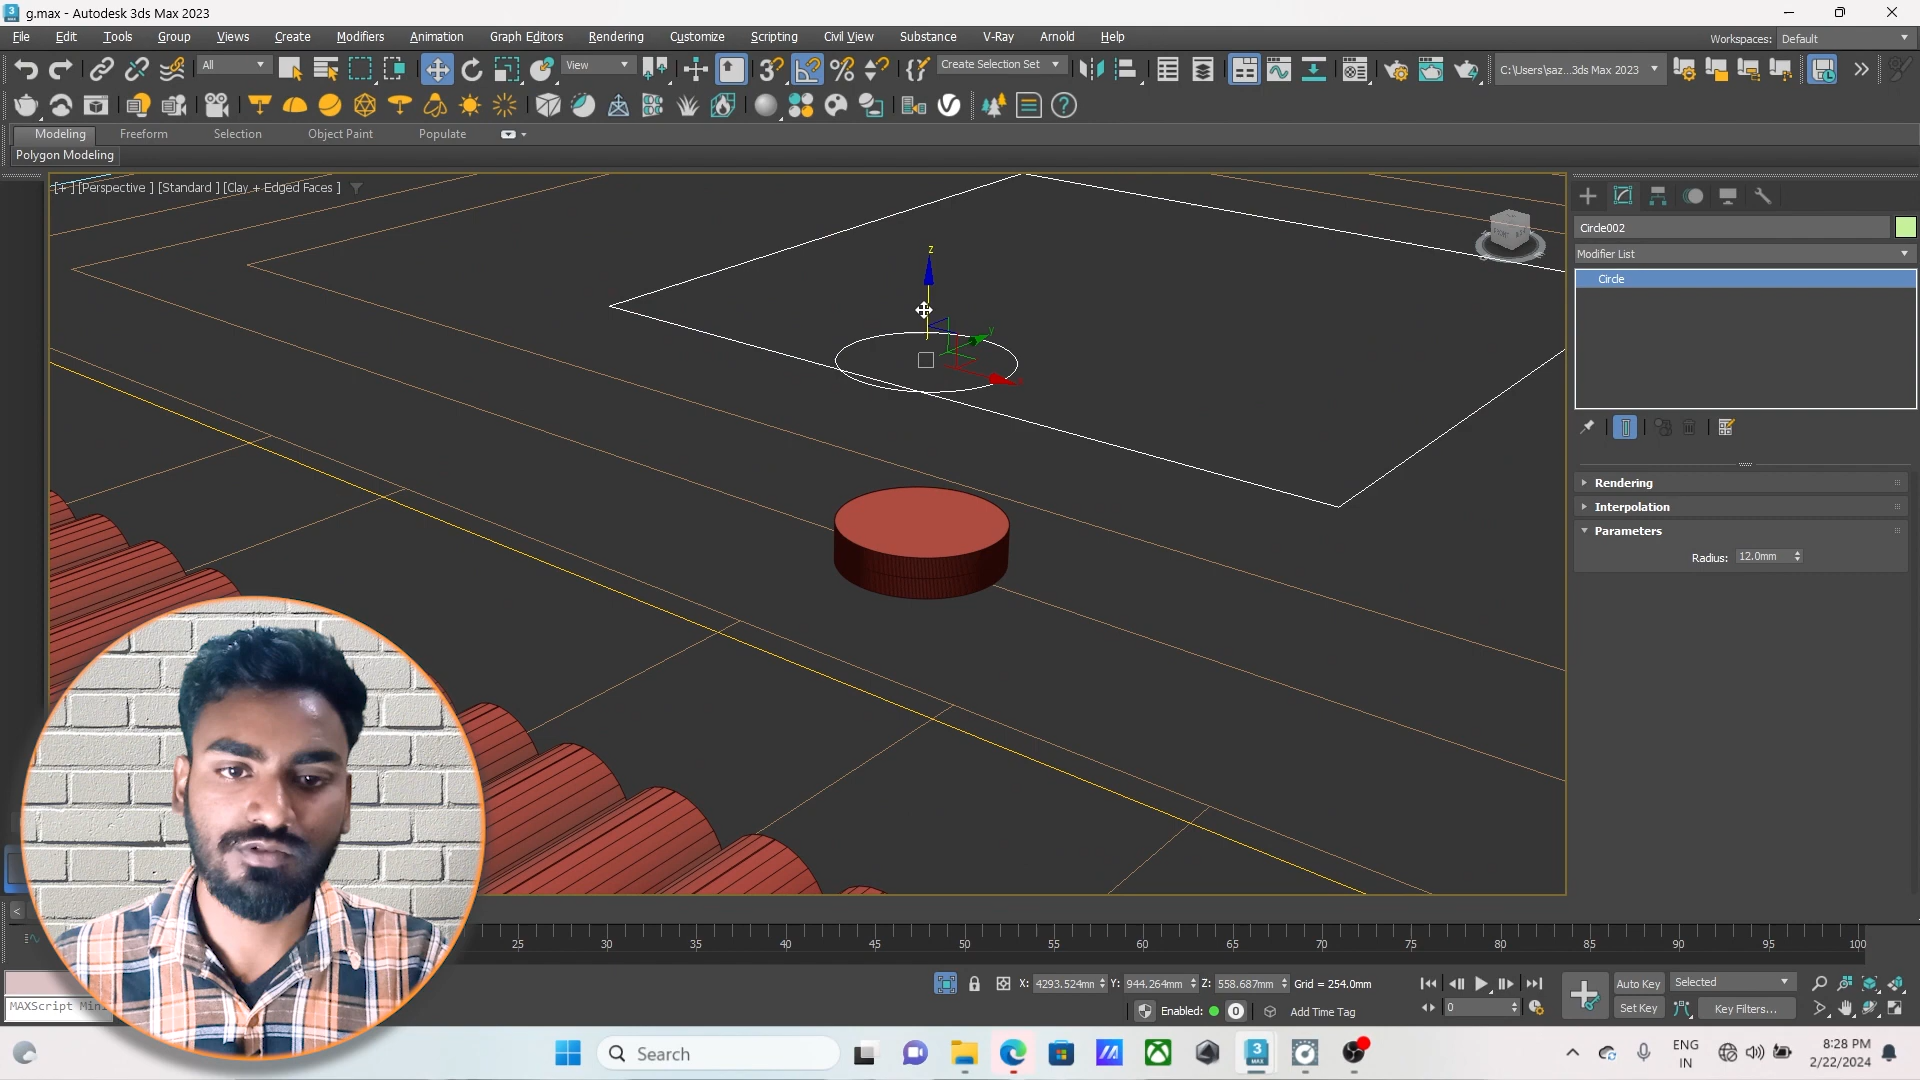 g.max - Autodesk 3ds Max 2023
File Edit Tools Group Views Create Modifiers Animation Graph Editors Rendering Customize Scripting Civil View Substance V-Ray Arnold Help
Workspaces: Default
All View Create Selection Set C:\Users\saz...3ds Max 2023
Modeling Freeform Selection Object Paint Populate
Polygon Modeling
[+] [Perspective ] [Standard ] [Clay + Edged Faces ]
z
y
Circle002
Modifier List
Circle
Rendering
Interpolation
Parameters
Radius: 12.0mm
25 30 35 40 45 50 55 60 65 70 75 80 85 90 95 100
X: 4293.524mm Y: 944.264mm Z: 558.687mm Grid = 254.0mm
Auto Key Selected
MAXScript Mini
Enabled: 0 Add Time Tag
0
Set Key Key Filters...
Search
ENG
IN
8:28 PM
2/22/2024